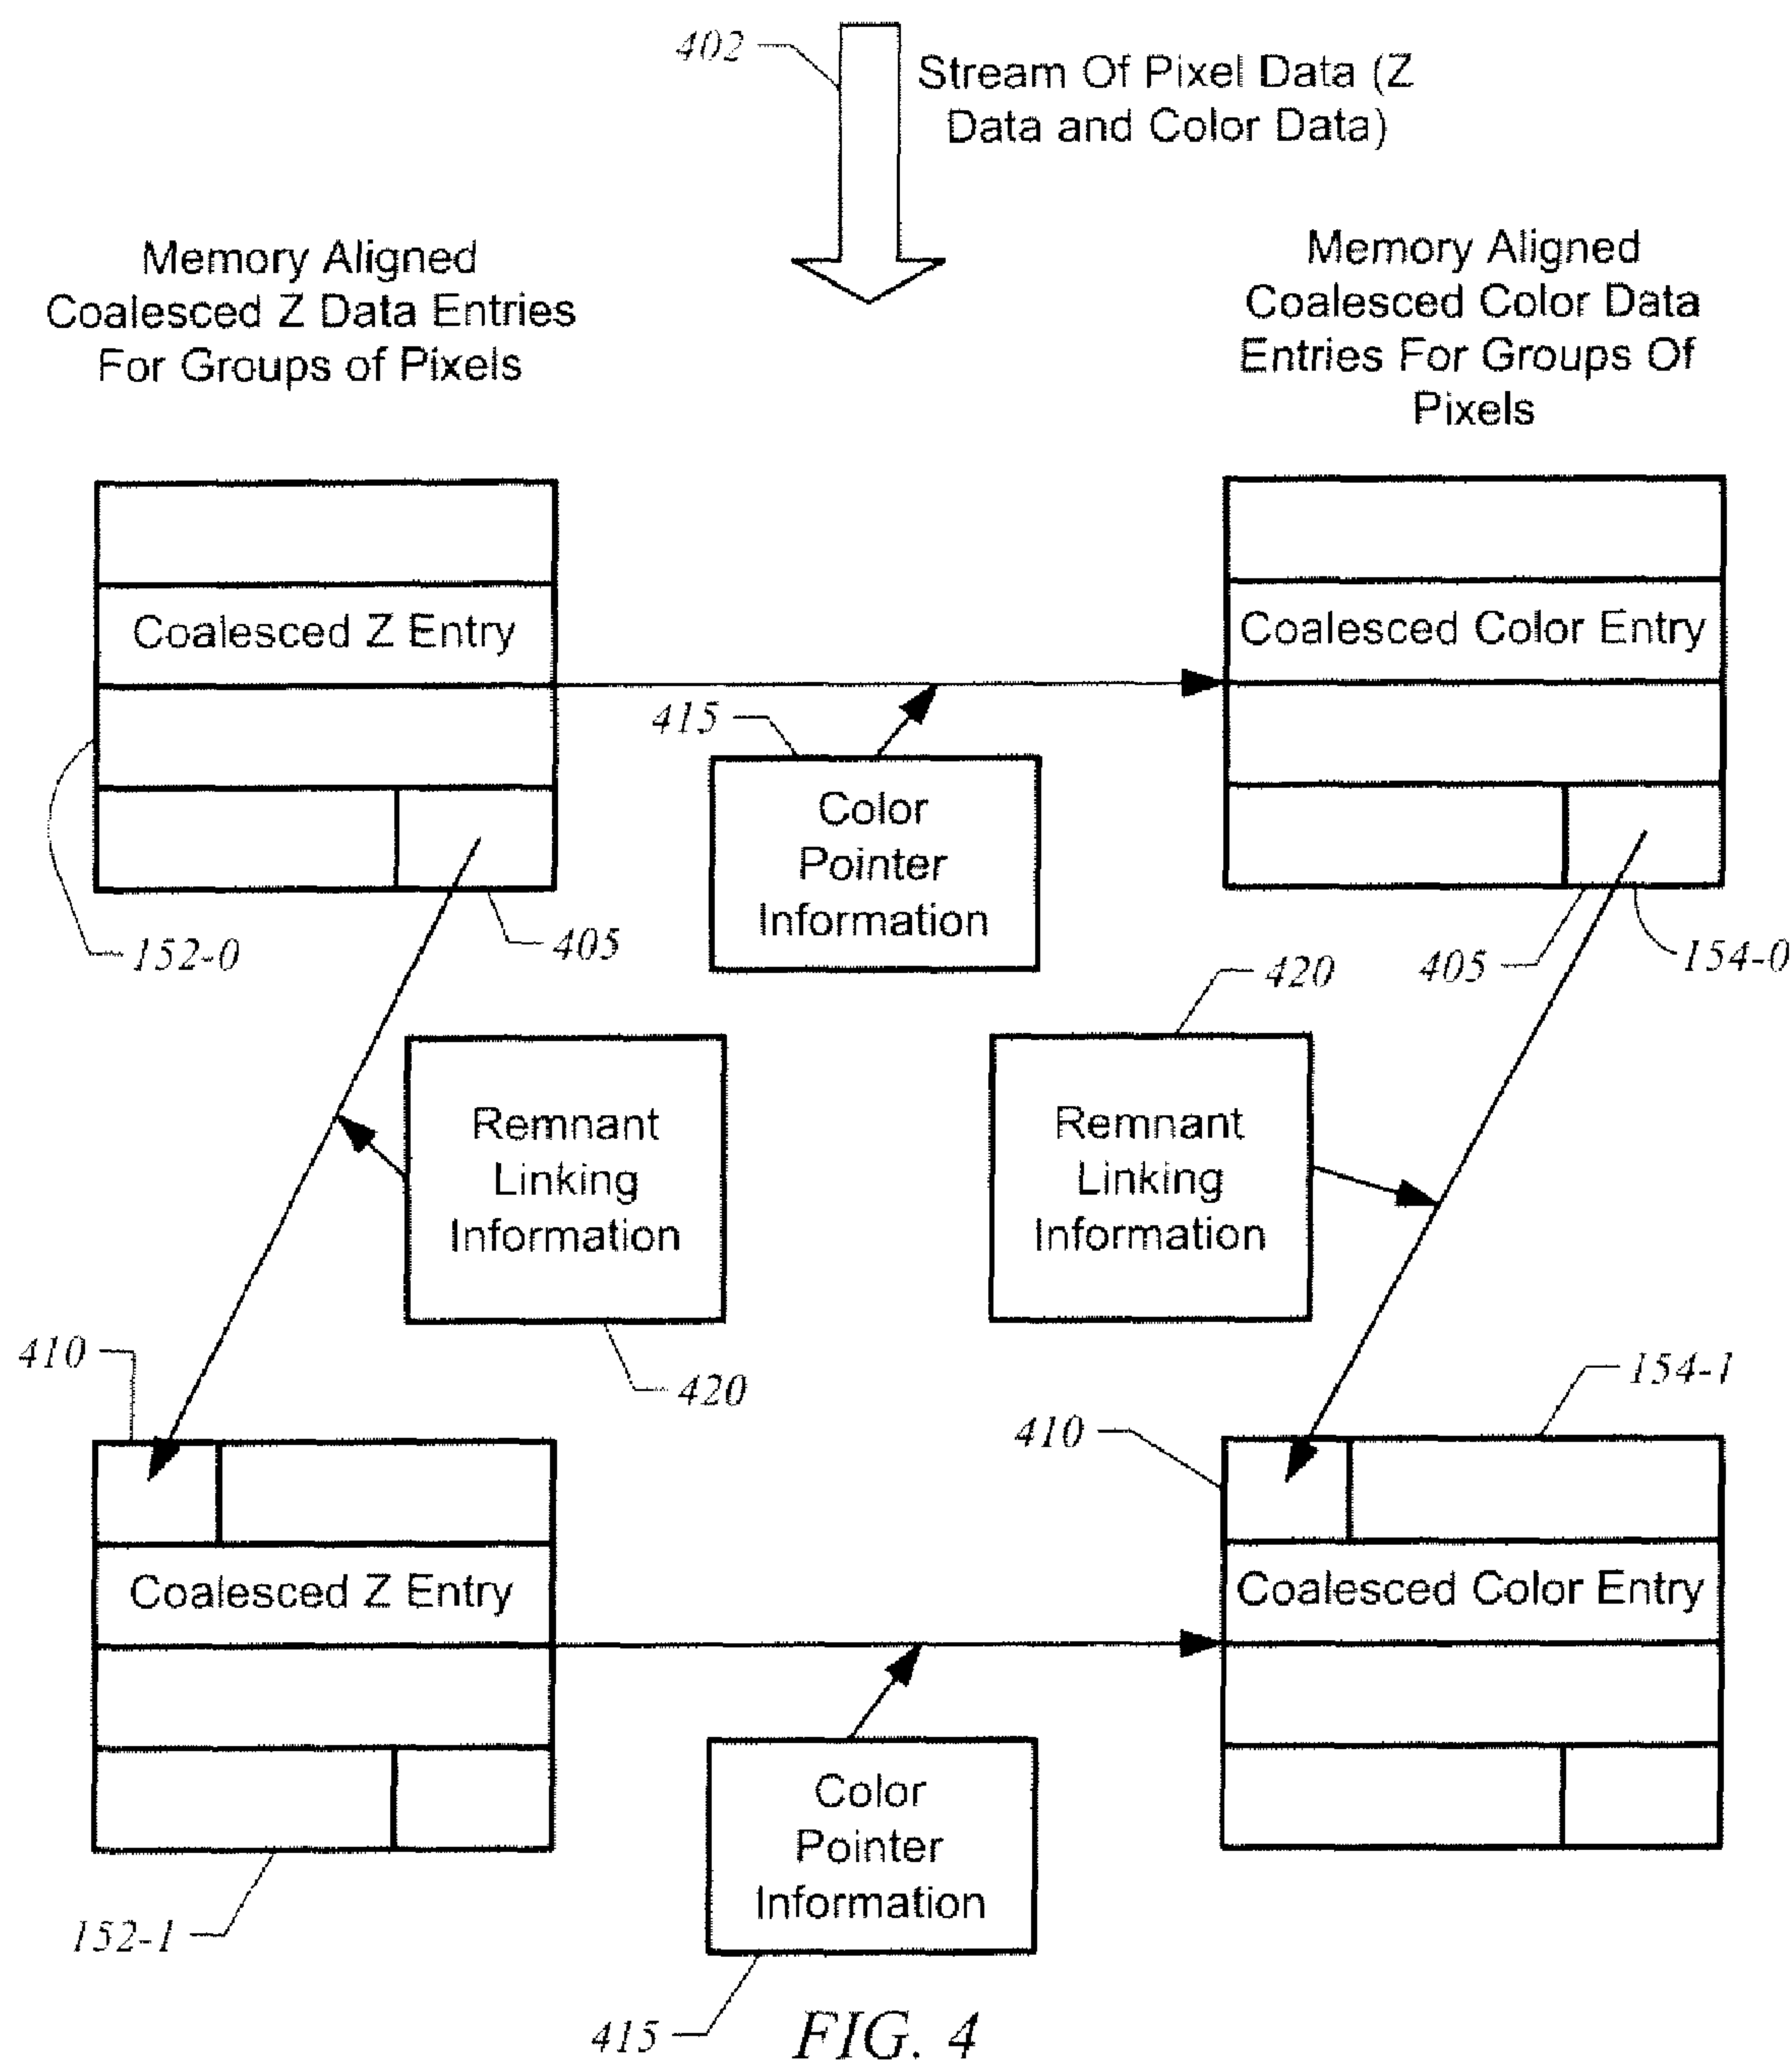 402
Stream Of Pixel Data (Z
Data and Color Data)
Memory Aligned
Coalesced Z Data Entries
For Groups of Pixels
Memory Aligned
Coalesced Color Data
Entries For Groups Of
Pixels
Coalesced Z Entry
Coalesced Color Entry
415
Color
Pointer
Information
152-0
405
405
154-0
420
Remnant
Linking
Information
Remnant
Linking
Information
410
420
154-1
410
Coalesced Z Entry
Coalesced Color Entry
Color
Pointer
Information
152-1
415
FIG. 4